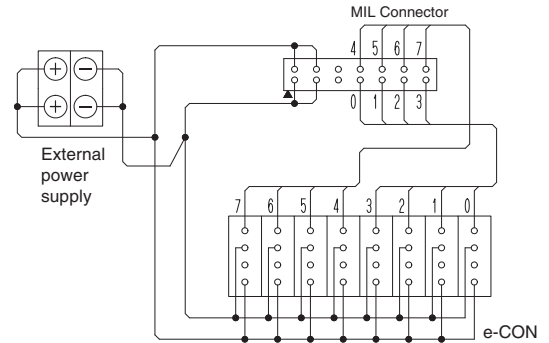 MIL Connector
4 5 6 7
+ −
+ −
0 1 2 3
External
power
supply
7 6 5 4 3 2 1 0
e-CON